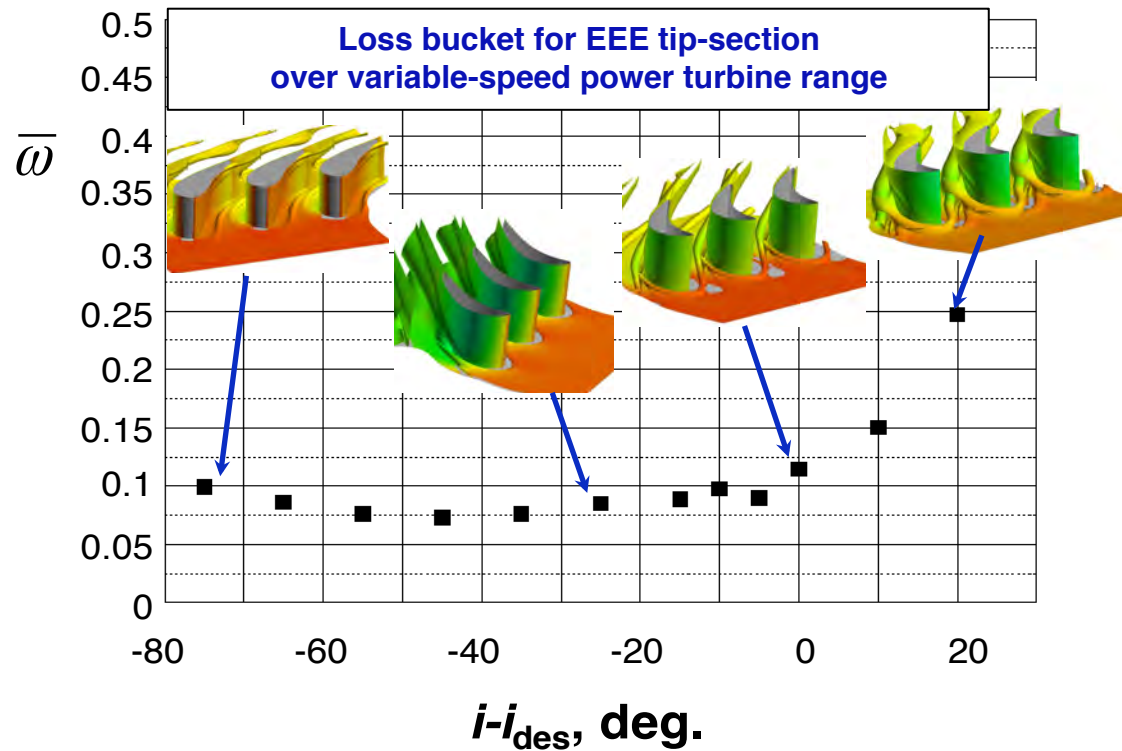 Loss bucket for EEE tip-section
over variable-speed power turbine range
0.5
0.45
0.4
0.35
0.3
0.25
0.2
0.15
0.1
0.05
0
ω̅
-80 -60 -40 -20 0 20
i-i_des, deg.